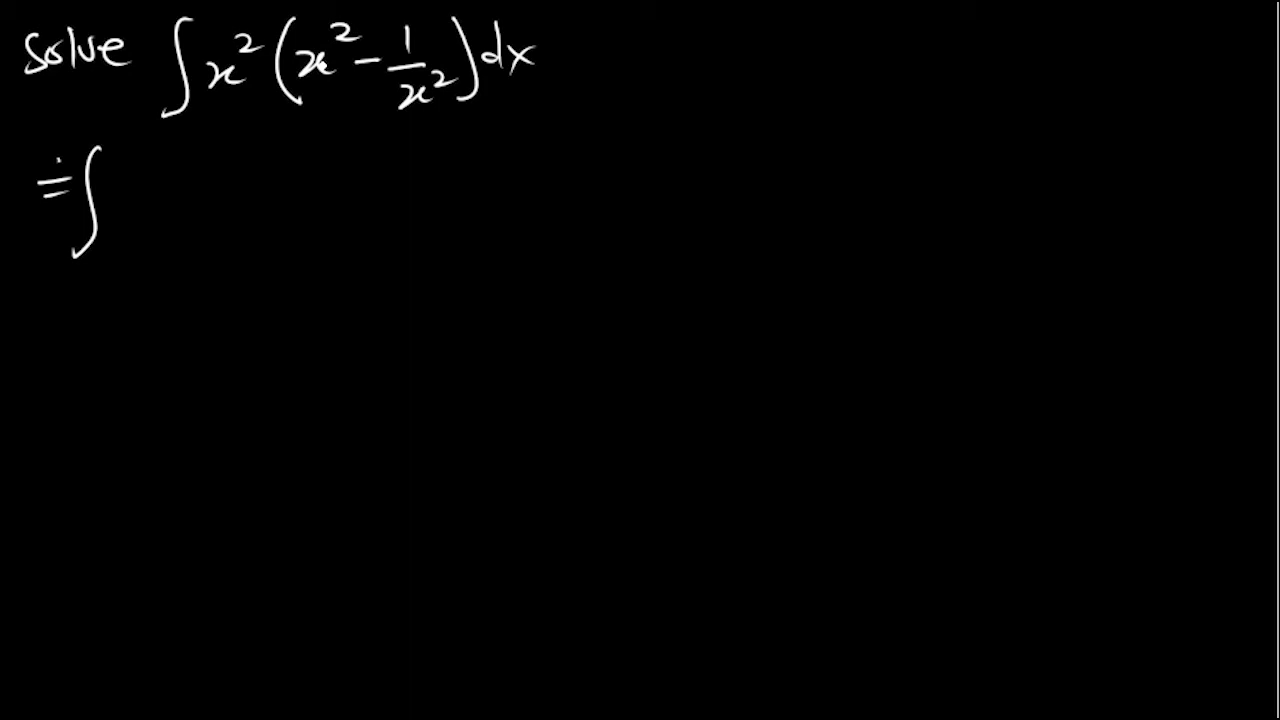 solve ∫ x² (x² - 1/x²) dx
≐ ∫